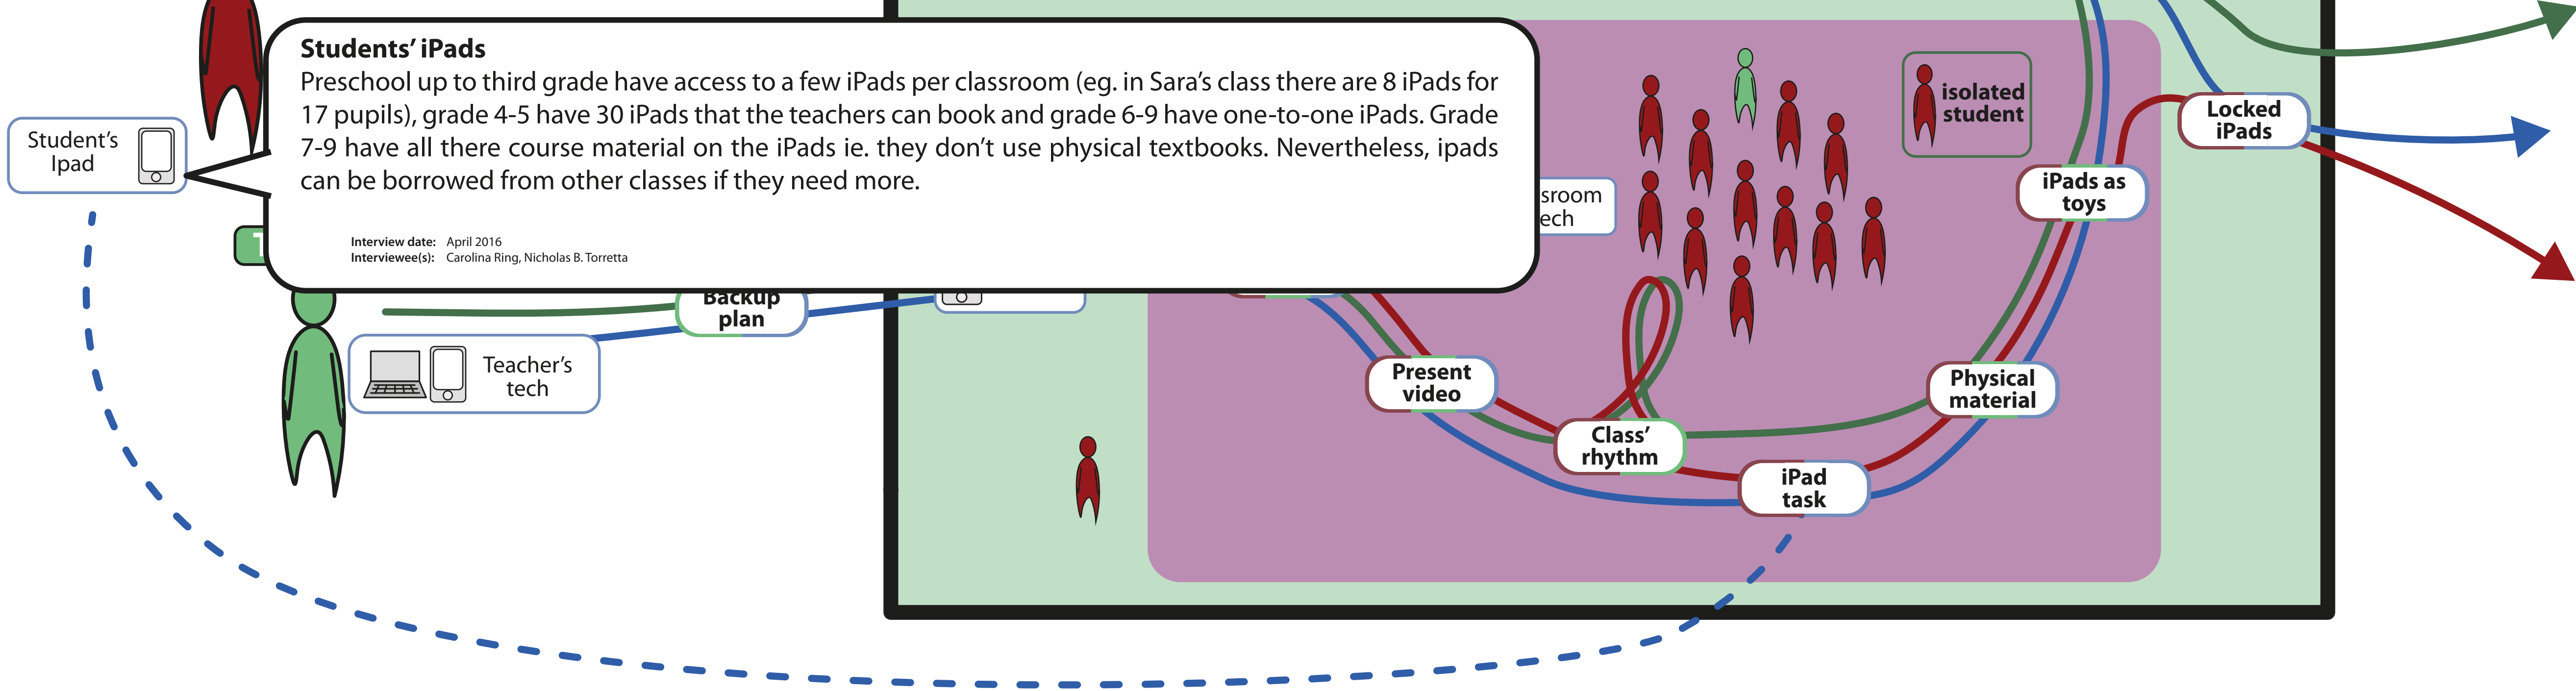 Students' iPads
Preschool up to third grade have access to a few iPads per classroom (eg. in Sara's class there are 8 iPads for
17 pupils), grade 4-5 have 30 iPads that the teachers can book and grade 6-9 have one-to-one iPads. Grade
7-9 have all there course material on the iPads ie. they don't use physical textbooks. Nevertheless, ipads
can be borrowed from other classes if they need more.
Interview date: April 2016
Interviewee(s): Carolina Ring, Nicholas B. Torretta
Student's
Ipad
T
Backup
plan
Teacher's
tech
sroom
ech
isolated
student
Locked
iPads
iPads as
toys
Present
video
Class'
rhythm
iPad
task
Physical
material